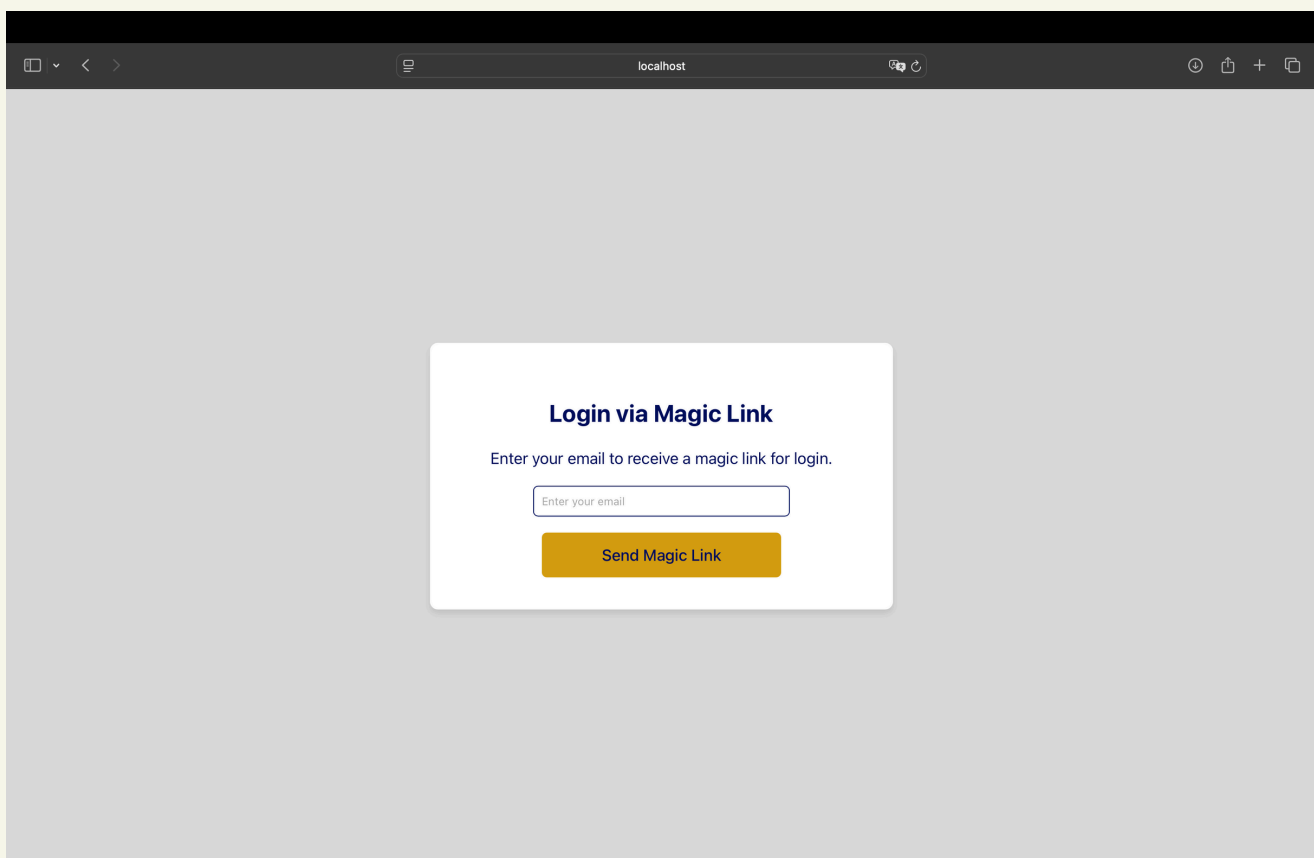 localhost
Login via Magic Link
Enter your email to receive a magic link for login.
Enter your email
Send Magic Link